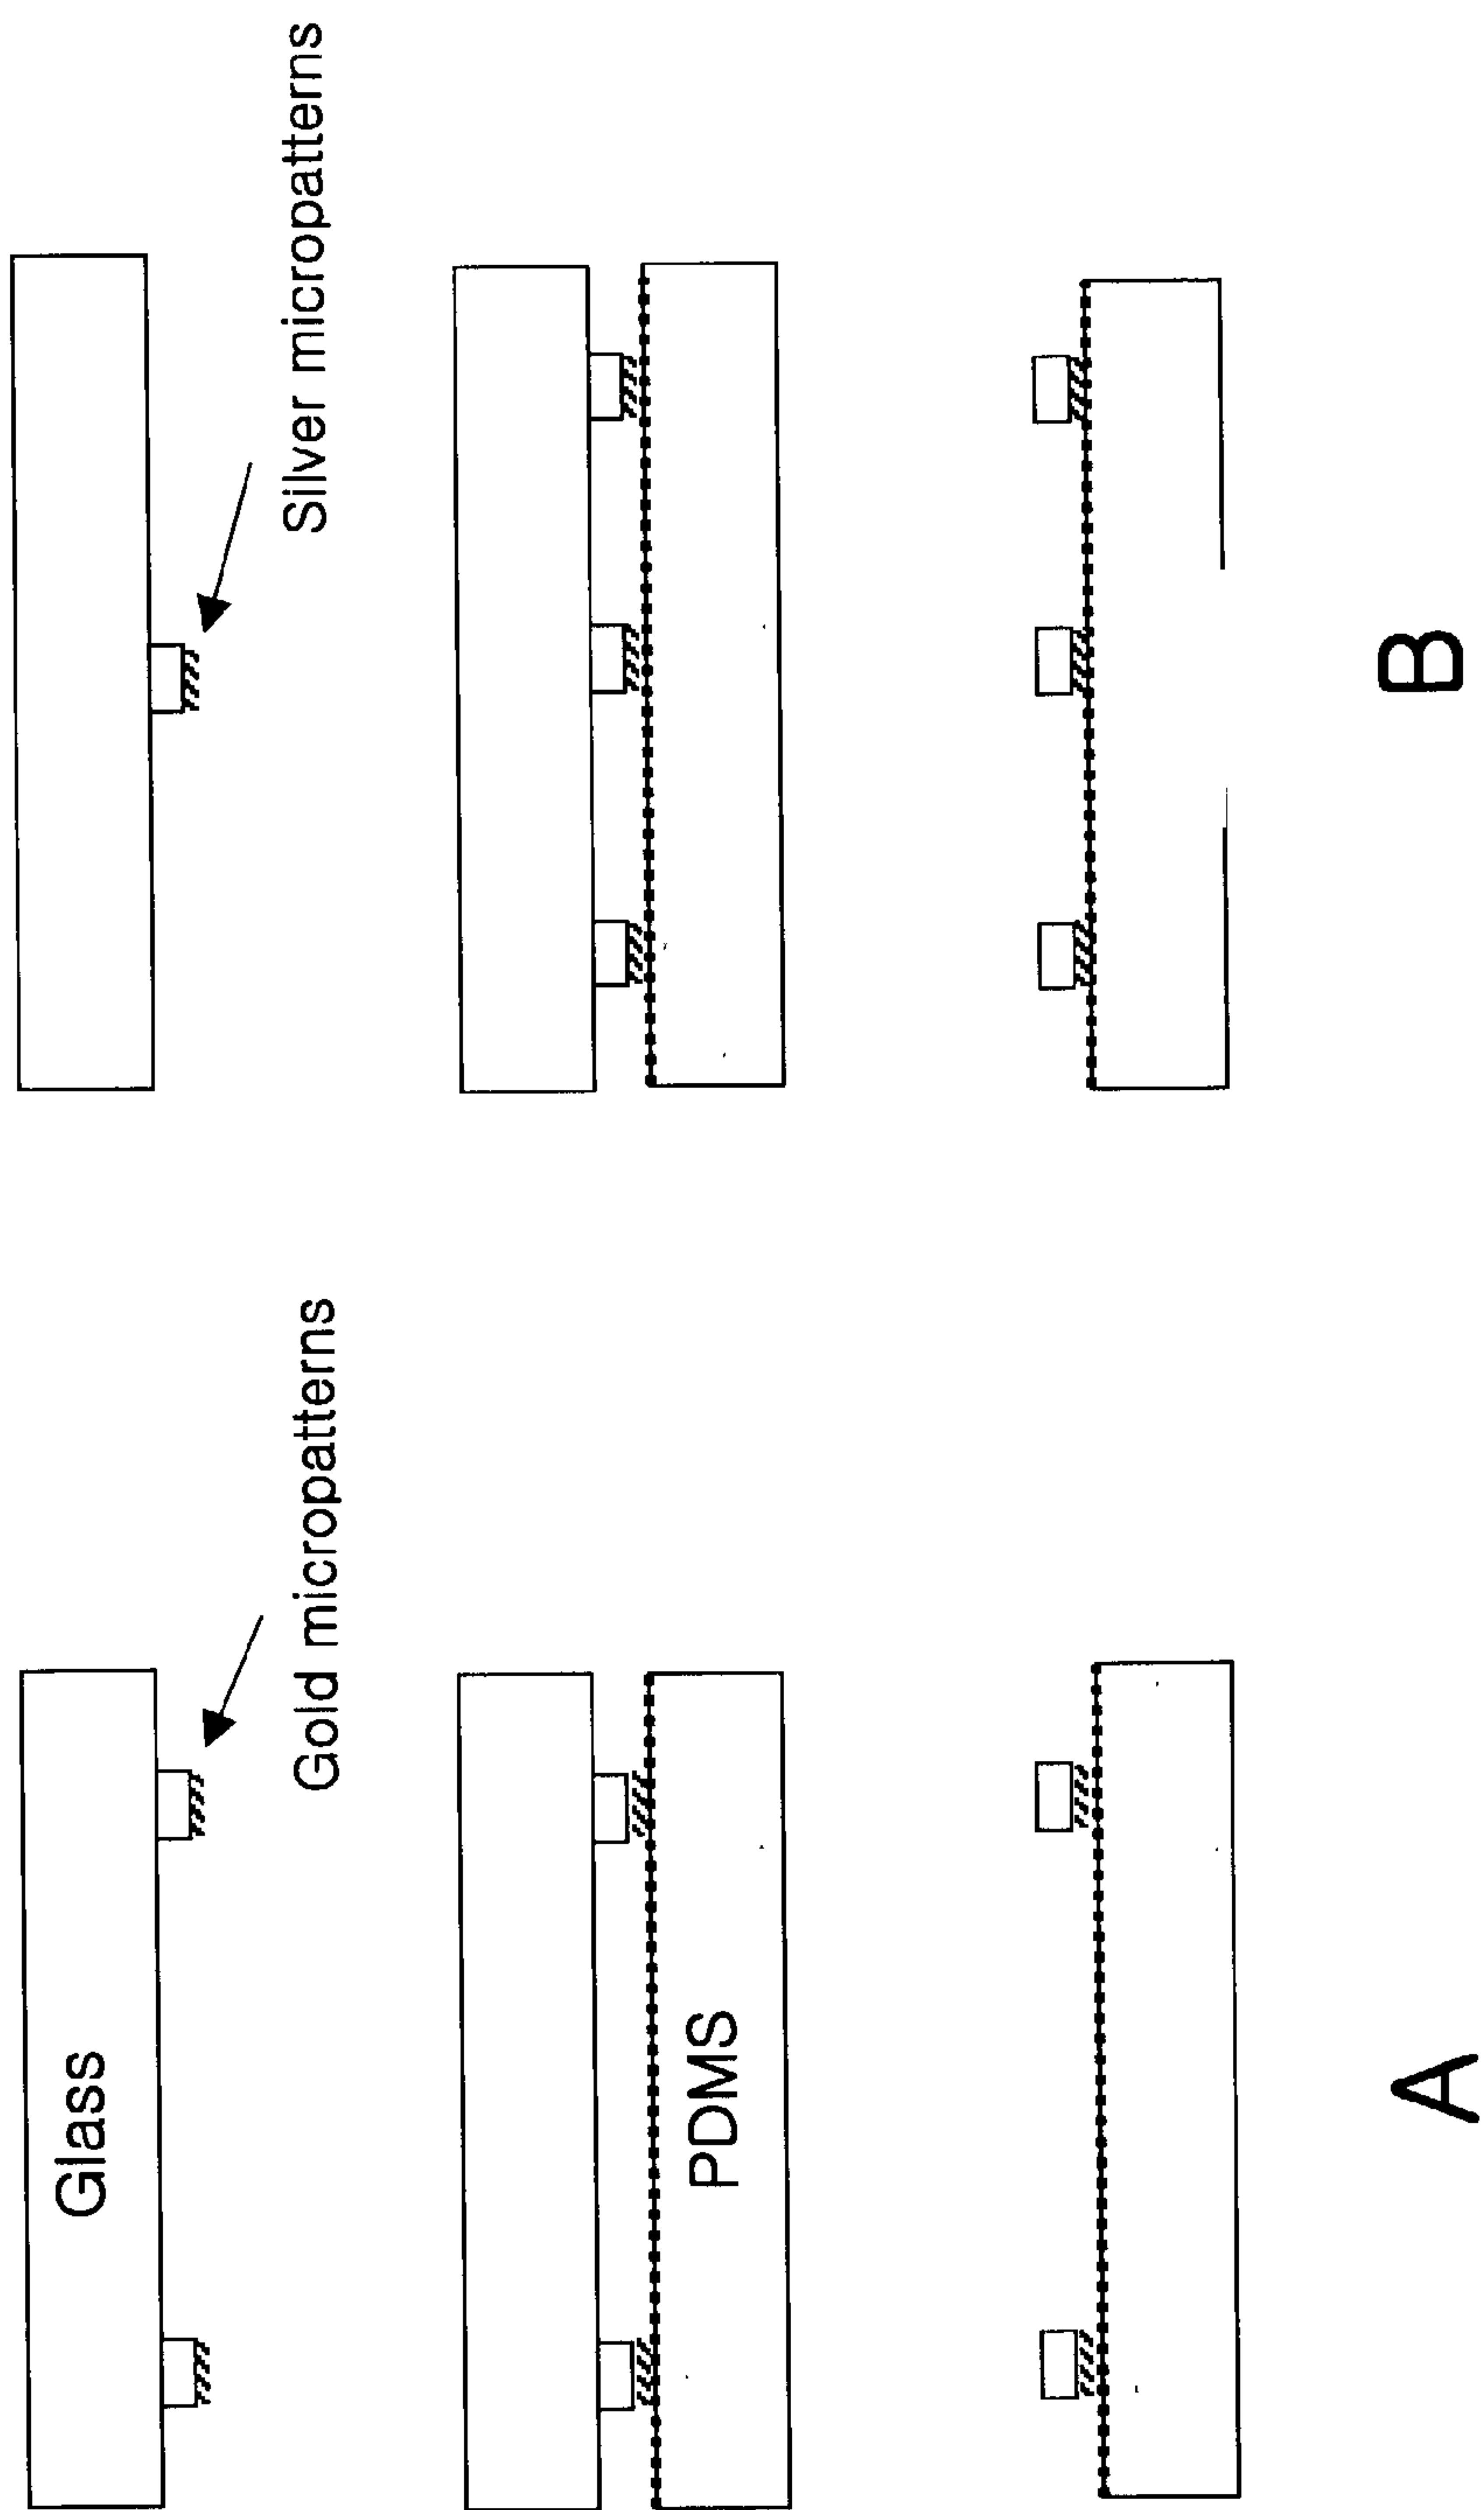 Glass
Gold micropatterns
PDMS
A
Silver micropatterns
B